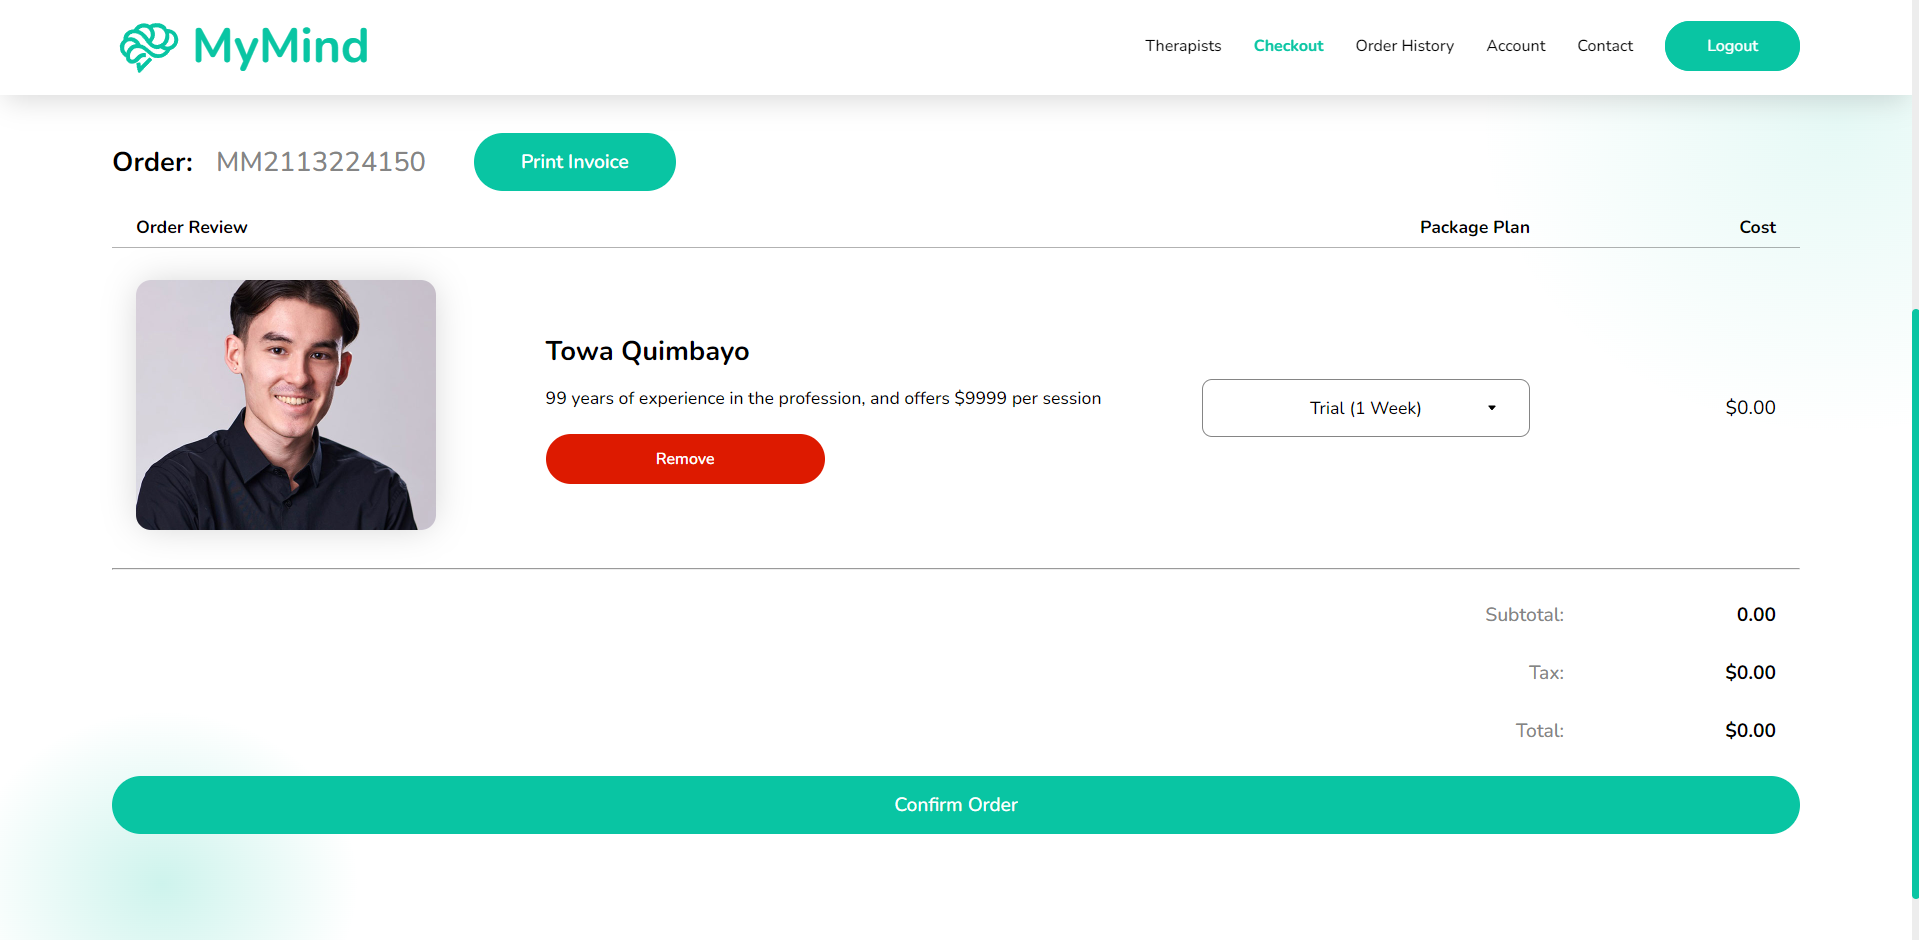 MyMind
Therapists
Checkout
Order History
Account
Contact
Logout
Order: MM2113224150
Print Invoice
Order Review
Package Plan
Cost
Towa Quimbayo
99 years of experience in the profession, and offers $9999 per session
Remove
Trial (1 Week)
$0.00
Subtotal: 0.00
Tax: $0.00
Total: $0.00
Confirm Order